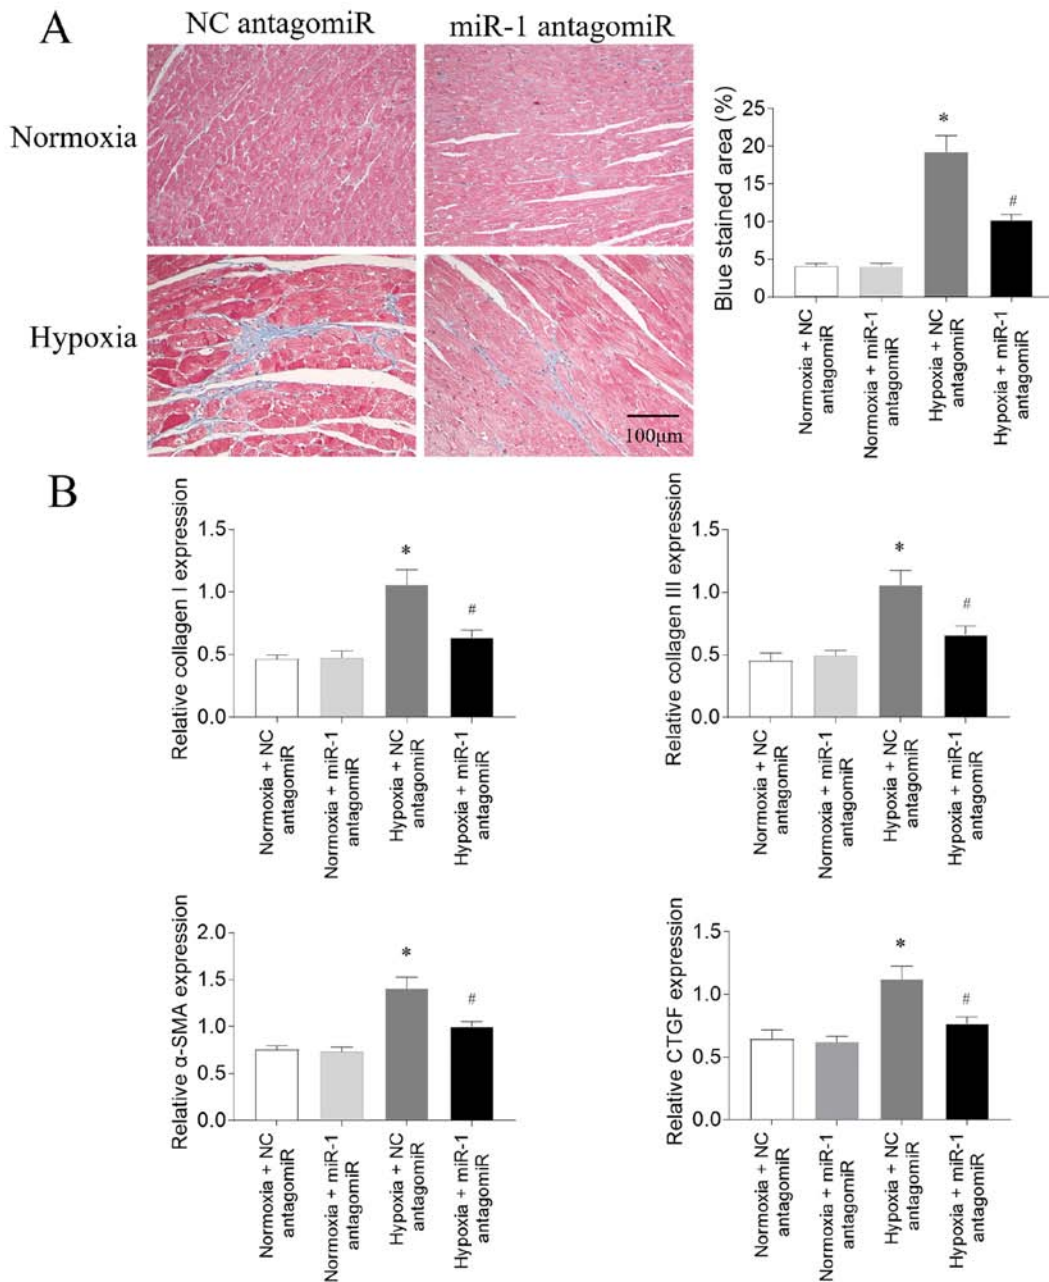 A
NC antagomiR
miR-1 antagomiR
Normoxia
Hypoxia
100μm
Blue stained area (%)
25
20
15
10
5
0
*
#
Normoxia + NC
antagomiR
Normoxia + miR-1
antagomiR
Hypoxia + NC
antagomiR
Hypoxia + miR-1
antagomiR
B
Relative collagen I expression
1.5
1.0
0.5
0.0
*
#
Normoxia + NC
antagomiR
Normoxia + miR-1
antagomiR
Hypoxia + NC
antagomiR
Hypoxia + miR-1
antagomiR
Relative collagen III expression
1.5
1.0
0.5
0.0
*
#
Normoxia + NC
antagomiR
Normoxia + miR-1
antagomiR
Hypoxia + NC
antagomiR
Hypoxia + miR-1
antagomiR
Relative α-SMA expression
2.0
1.5
1.0
0.5
0.0
*
#
Normoxia + NC
antagomiR
Normoxia + miR-1
antagomiR
Hypoxia + NC
antagomiR
Hypoxia + miR-1
antagomiR
Relative CTGF expression
1.5
1.0
0.5
0.0
*
#
Normoxia + NC
antagomiR
Normoxia + miR-1
antagomiR
Hypoxia + NC
antagomiR
Hypoxia + miR-1
antagomiR